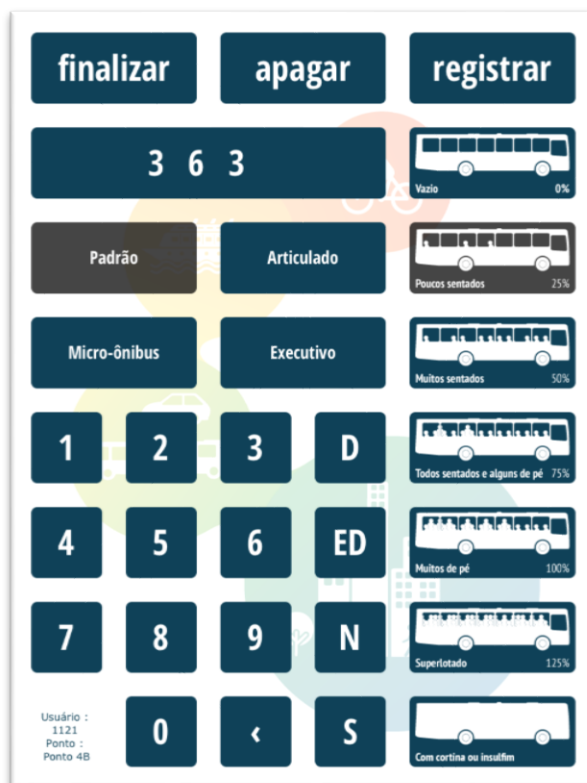 finalizar apagar registrar
3 6 3
Vazio 0%
Padrão Articulado
Poucos sentados 25%
Micro-ônibus Executivo
Muitos sentados 50%
1 2 3 D
Todos sentados e alguns de pé 75%
4 5 6 ED
Muitos de pé 100%
7 8 9 N
Superlotado 125%
Usuário :
1121
Ponto :
Ponto 4B
0 ‹ S
Com cortina ou insulfim